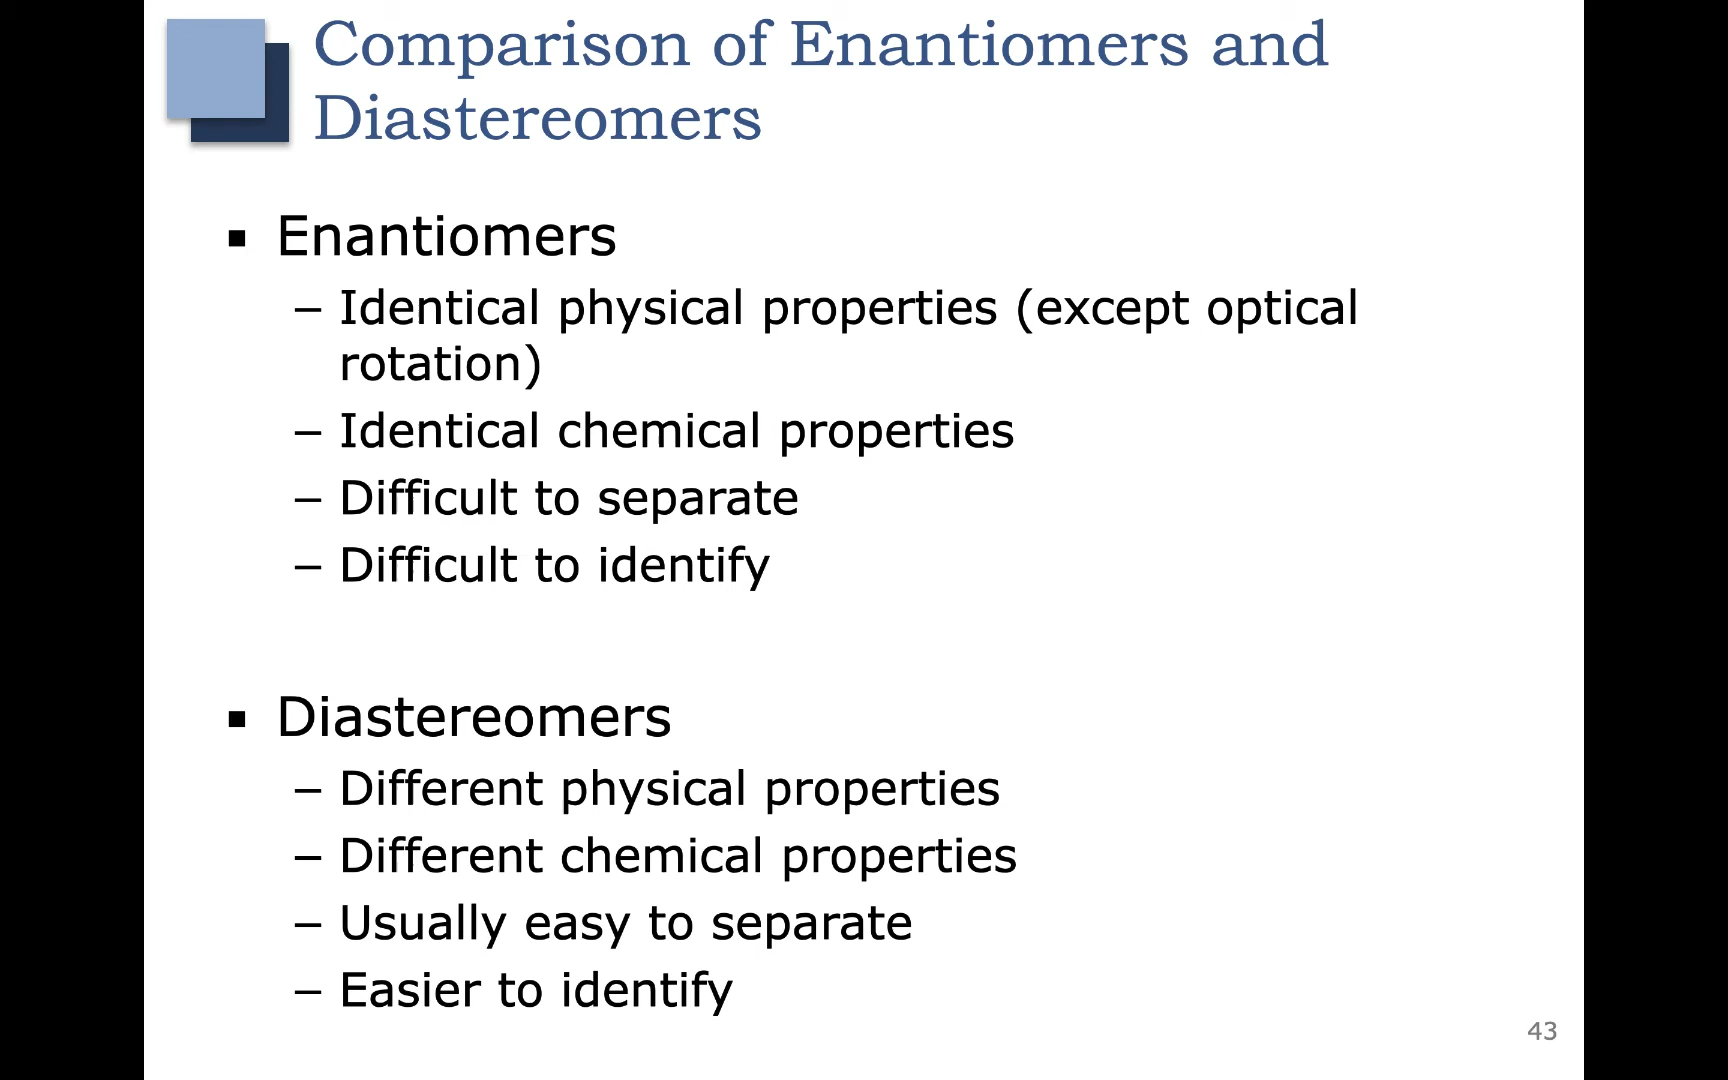 Comparison of Enantiomers and
Diastereomers
▪ Enantiomers
– Identical physical properties (except optical
rotation)
– Identical chemical properties
– Difficult to separate
– Difficult to identify
▪ Diastereomers
– Different physical properties
– Different chemical properties
– Usually easy to separate
– Easier to identify
43